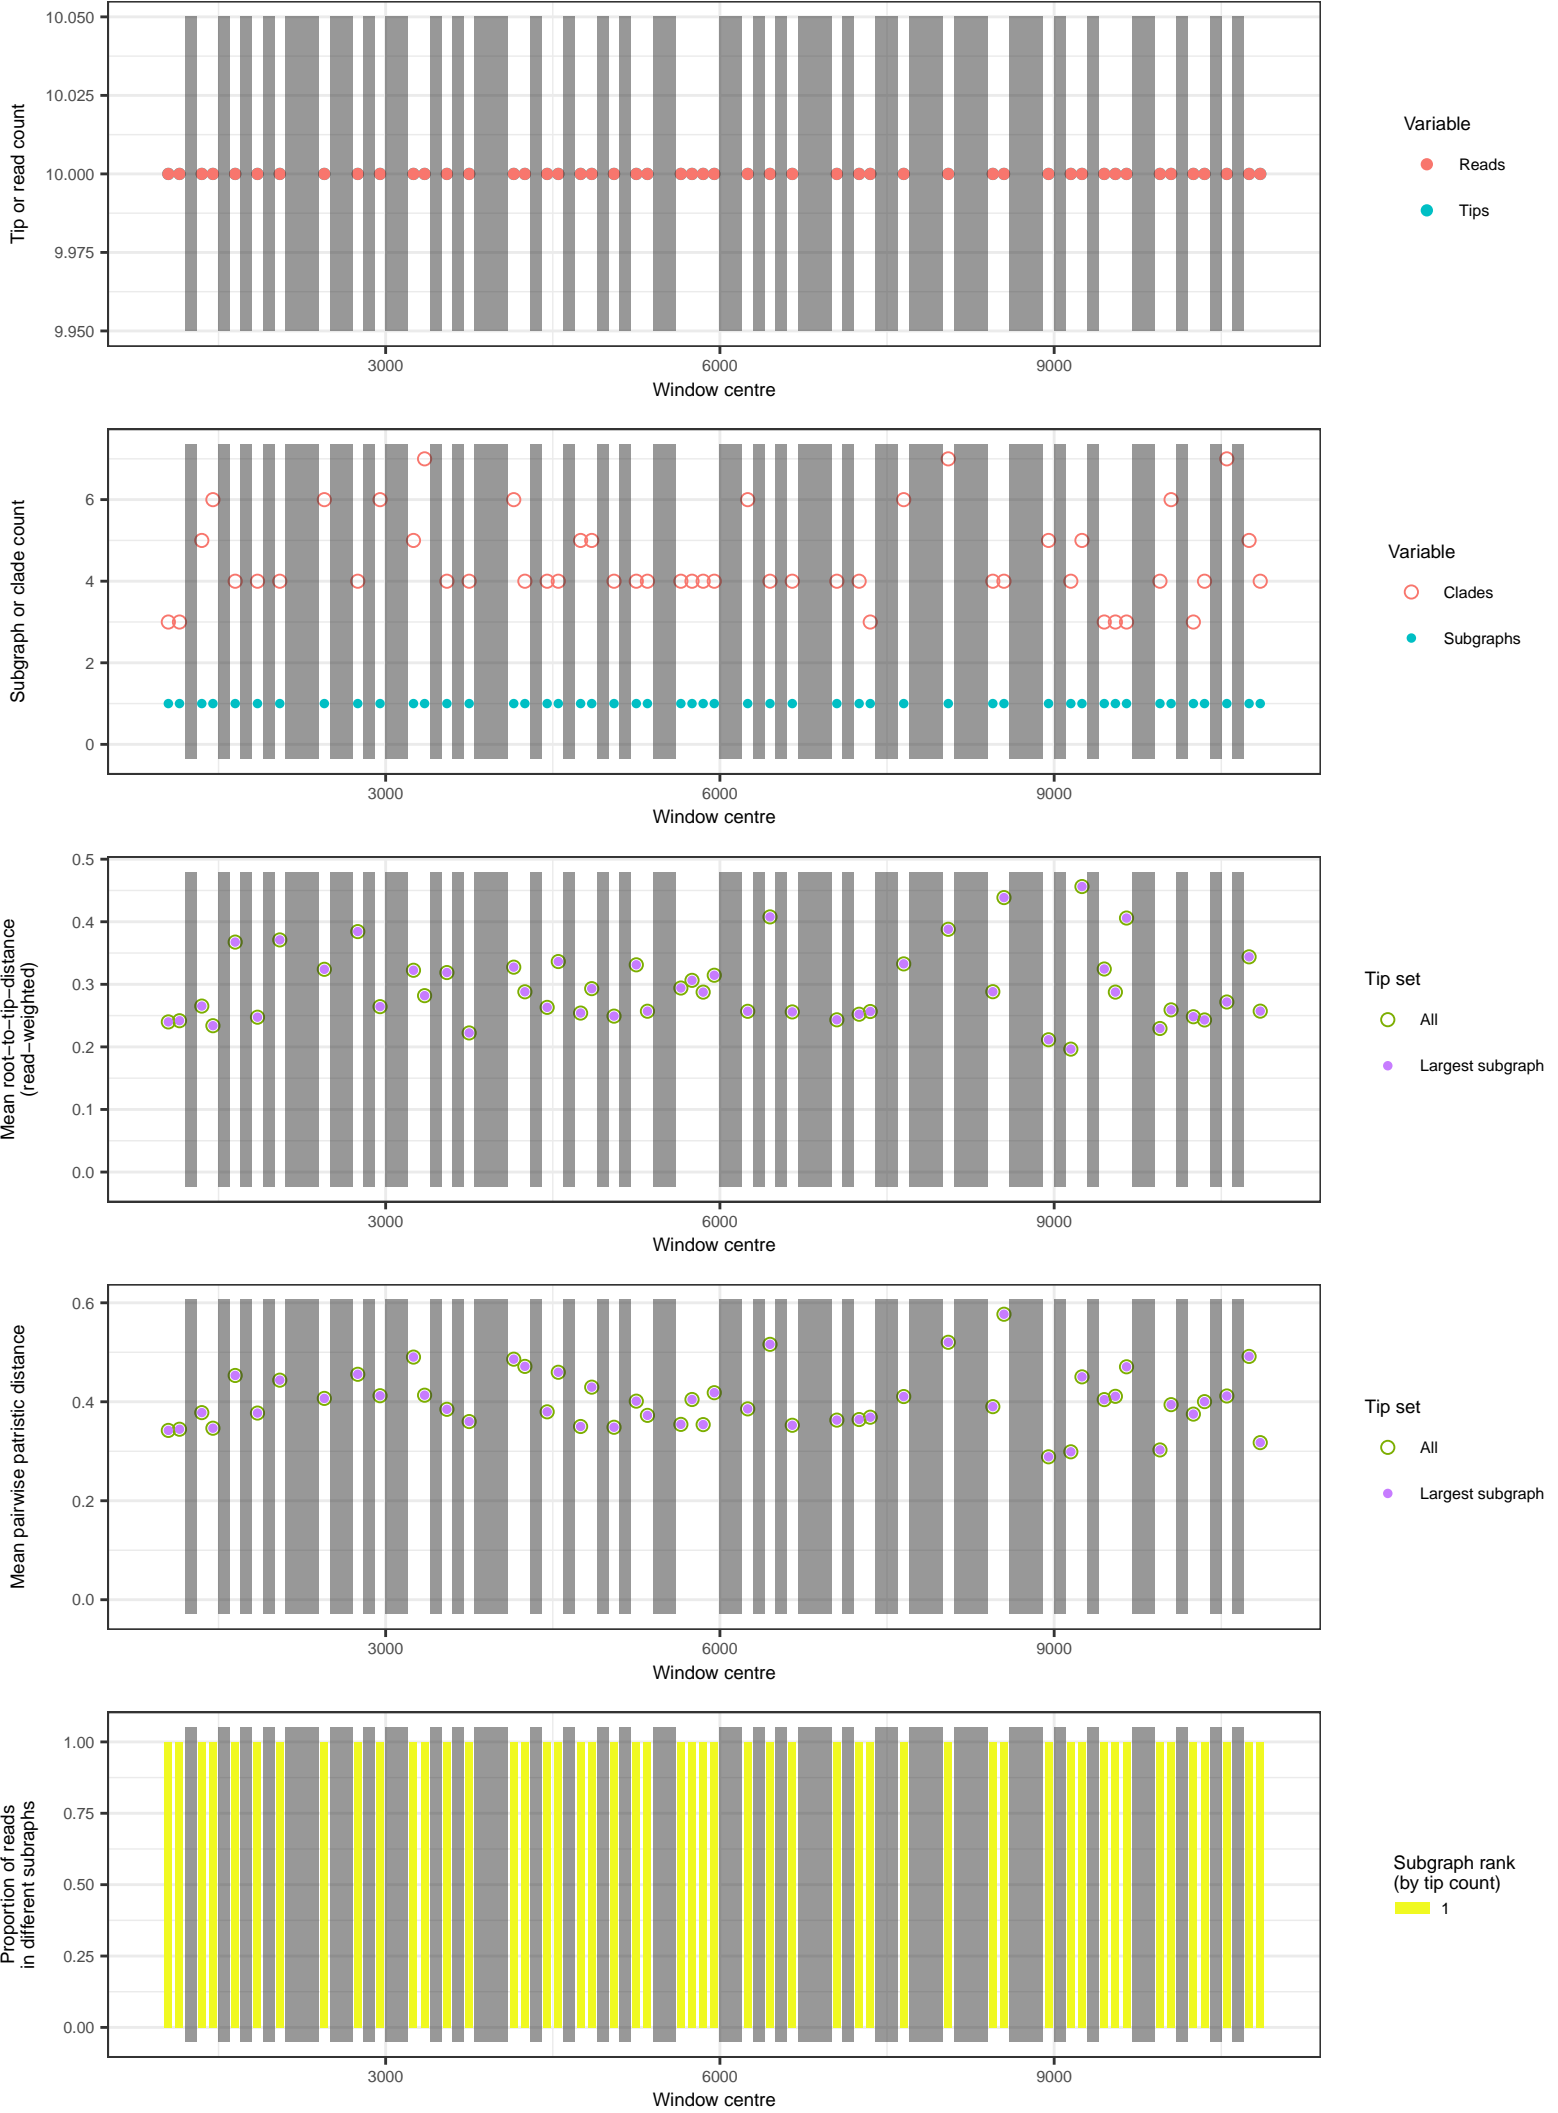 10.050
10.025
10.000
9.975
9.950
Tip or read count
3000
6000
9000
Window centre
Variable
Reads
Tips
6
4
2
0
Subgraph or clade count
3000
6000
9000
Window centre
Variable
Clades
Subgraphs
0.5
0.4
0.3
0.2
0.1
0.0
Mean root−to−tip−distance
(read−weighted)
3000
6000
9000
Window centre
Tip set
All
Largest subgraph
0.6
0.4
0.2
0.0
Mean pairwise patristic distance
3000
6000
9000
Window centre
Tip set
All
Largest subgraph
1.00
0.75
0.50
0.25
0.00
Proportion of reads
in different subraphs
3000
6000
9000
Window centre
Subgraph rank
(by tip count)
1